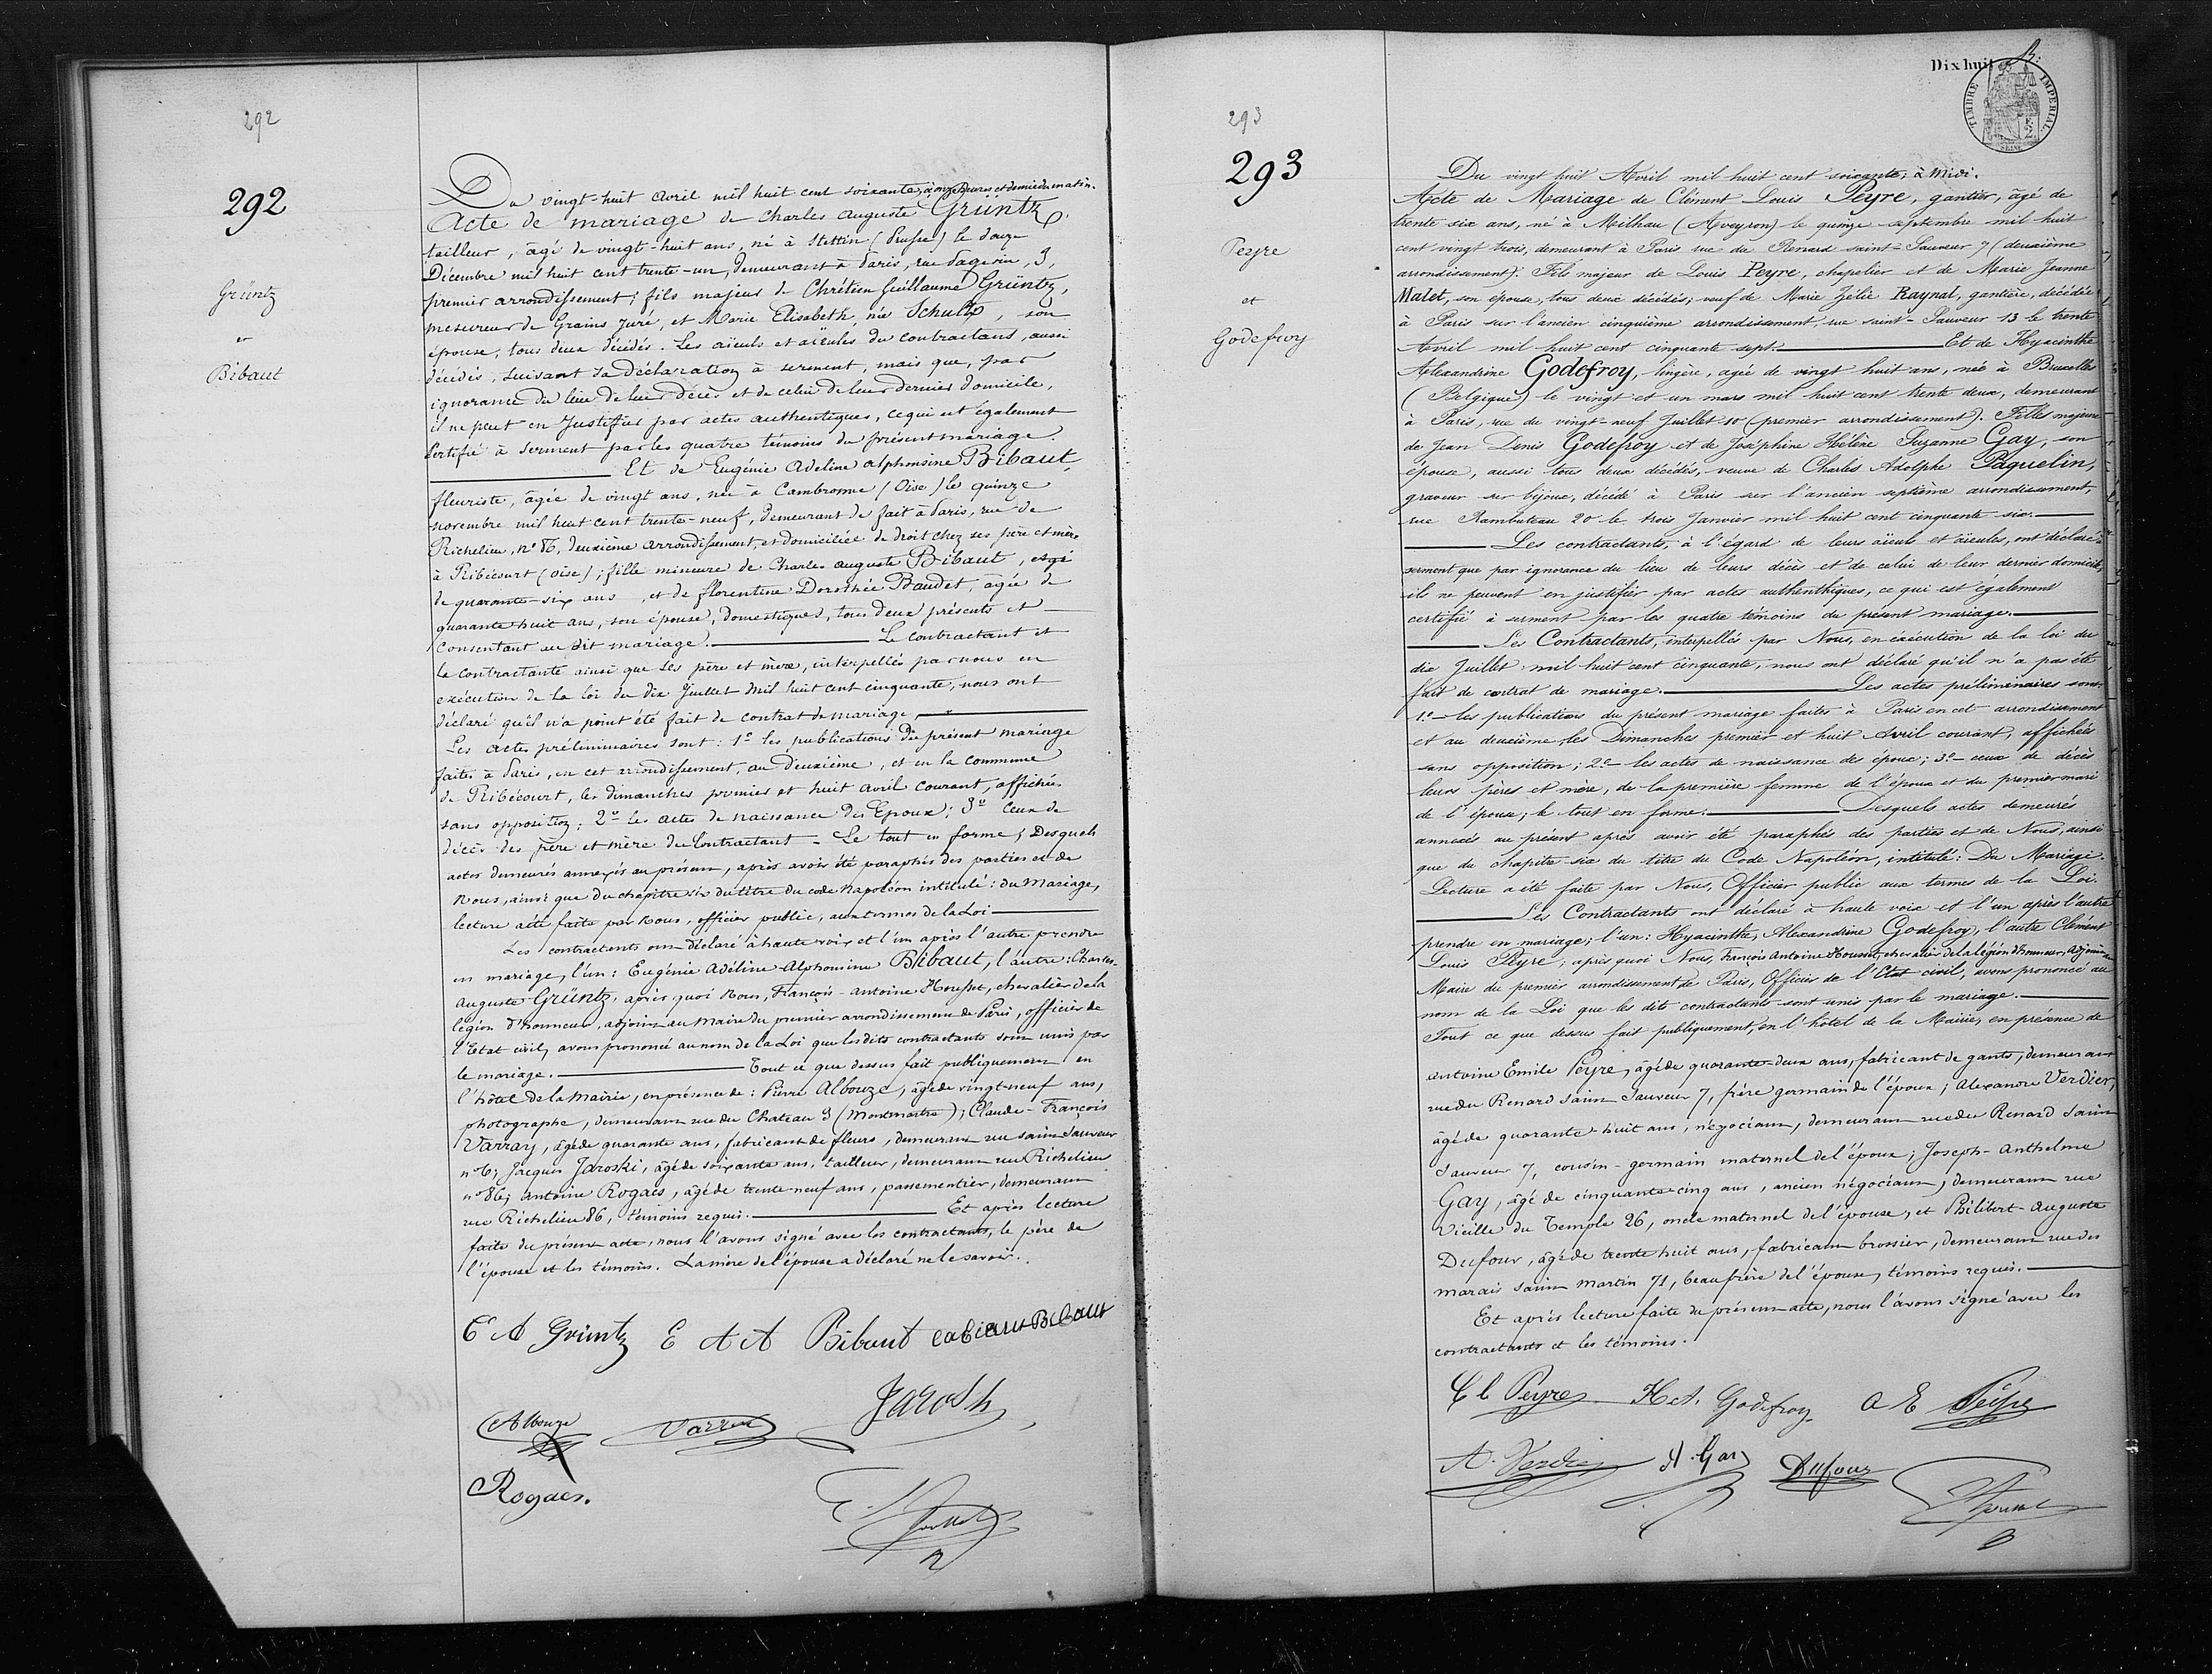 292
292
Grüntz
et
Bibaut
Du vingt-huit avril mil huit cent soixante, à onze heures et demie du matin.
Acte de mariage de Charles Auguste Grüntz,
tailleur, âgé de vingt-huit ans, né à Stettin (Prusse) le douze
Décembre mil huit cent trente-un, demeurant à Paris, rue Pagevin, 3,
premier arrondissement; fils majeur de Chrétien Guillaume Grüntz,
mesureur de Grains Juré, et Marie Elisabeth, née Schultz, son
épouse, tous deux décédés. Les aïeuls et aïeules du contractant, aussi
décédés, suivant sa déclaration à serment, mais que, par
ignorance du lieu de leur décès et de celui de leur dernier domicile,
il ne peut en Justifier par actes authentiques, ce qui est également
Certifié à serment par les quatre témoins du présent mariage.
Et de Eugénie Adeline Alphonsine Bibaut,
fleuriste, âgée de vingt ans, née à Cambronne (Oise) le quinze
novembre mil huit cent trente-neuf, demeurant de fait à Paris, rue de
Richelieu, nº 86, deuxième arrondissement, et domiciliée de droit chez ses père et mère
à Ribécourt (Oise); fille mineure de Charles Auguste Bibaut, âgé
de quarante-six ans, et de florentine Dorothée Baudet, âgée de
quarante huit ans, son épouse, domestiques, tous deux présents et
consentant au dit mariage. Le contractant et
la contractante ainsi que ses père et mère, interpellés par nous en
exécution de la loi du dix Juillet mil huit cent cinquante, nous ont
déclaré qu'il n'a point été fait de contrat de mariage.
Les actes préliminaires sont: 1º les publications du présent mariage
faites à Paris, en cet arrondissement, au deuxième, et en la commune
de Ribécourt, les dimanches premier et huit avril courant, affichées
sans opposition; 2º les actes de naissance des Epoux; 3º Ceux de
décès des père et mère du Contractant - Le tout en forme; Desquels
actes demeurés annexés au présent, après avoir été paraphés des parties et de
Nous, ainsi que du chapitre six du titre du code Napoléon intitulé: du Mariage,
lecture a été faite par Nous, officier public, aux termes de la Loi
Les contractants ont déclaré à haute voix et l'un après l'autre prendre
en mariage, l'un: Eugénie Adéline Alphonsine Bibaut, l'autre: Charles-
Auguste Grüntz, après quoi Nous, François-Antoine Housset, chevalier de la
légion d'honneur, adjoint au Maire du premier arrondissement de Paris, officier de
l'Etat civil, avons prononcé au nom de la Loi que les dits contractants sont unis par
le mariage. Tout ce que dessus fait publiquement en
l'hôtel de la Mairie, en présence de: Pierre Albouze, âgé de vingt-neuf ans,
photographe, demeurant rue du Chateau 3 (Montmartre); Claude-François
Varray, âgé de quarante ans, fabricant de fleurs, demeurant rue Saint Sauveur
nº 6; Jacques Jaroski, âgé de soixante ans, tailleur, demeurant rue Richelieu
nº 86; Antoine Rogaes, âgé de trente neuf ans, passementier, demeurant
rue Richelieu 86, témoins requis. Et après lecture
faite du présent acte, nous l'avons signé avec les contractants, le père de
l'épouse et les témoins. La mère de l'épouse a déclaré ne le savoir.
C A Grüntz E A A Bibaut Bibaut
Albouze Varray Jarosk
Rogaes.
Housset
293
293
Peyre
et
Godefroy
Dix huit
TIMBRE IMPERIAL
SEINE
Du vingt huit Avril mil huit cent soixante, à Midi.
Acte de Mariage de Clément Louis Peyre, gantier, âgé de
trente six ans, né à Milhau (Aveyron) le quinze septembre mil huit
cent vingt trois, demeurant à Paris rue du Renard saint-Sauveur 7 (deuxième
arrondissement); Fils majeur de Louis Peyre, chapelier et de Marie Jeanne
Malet, son épouse, tous deux décédés; veuf de Marie Zélie Raynal, gantière, décédée
à Paris sur l'ancien cinquième arrondissement, rue saint-Sauveur 13 le trente
Avril mil huit cent cinquante sept. Et de Hyacinthe
Alexandrine Godefroy, lingère, agée de vingt huit ans, née à Bruxelles
(Belgique) le vingt et un mars mil huit cent trente deux, demeurant
à Paris, rue du vingt-neuf Juillet 10 (premier arrondissement). Filles majeure
de Jean Denis Godefroy et de Joséphine Hélène Suzanne Gay, son
épouse, aussi tous deux décédés, veuve de Charles Adolphe Paquelin,
graveur sur bijoux, décédé à Paris sur l'ancien septième arrondissement,
rue Rambuteau 20 le trois Janvier mil huit cent cinquante six.
Les contractants, à l'égard de leurs aïeuls et aïeules, ont déclaré à
serment que par ignorance du lieu de leurs décès et de celui de leur dernier domicile,
ils ne peuvent en justifier par actes authenthiques, ce qui est également
certifié à serment par les quatre témoins du présent mariage.
Les Contractants, interpellés par Nous, en exécution de la loi du
dix Juillet mil huit cent cinquante, nous ont déclaré qu'il n'a pas été
fait de contrat de mariage. Les actes préliminaires sont:
1º les publications du présent mariage faites à Paris en cet arrondissement
et au deuxième, les Dimanches premier et huit Avril courant, affichées
sans opposition; 2º les actes de naissance des époux; 3º ceux de décès
leurs pères et mère, de la première femme de l'époux et du premier mari
de l'épouse; le tout en forme. Desquels actes demeurés
annexés au présent après avoir été paraphés des parties et de Nous, ainsi
que du chapitre six du titre du Code Napoléon, intitulé: Du Mariage.
Lecture a été faite par Nous, Officier public aux termes de la Loi.
Les Contractants ont déclaré à haute voix et l'un après l'autre
prendre en mariage; l'un: Hyacinthe, Alexandrine Godefroy, l'autre Clément
Louis Peyre; après quoi Nous, François Antoine Housset, chevalier de la Légion d'honneur, Adjoint au
Maire du premier arrondissement de Paris, Officier de l'Etat civil, avons prononcé au
nom de la Loi que les dits contractants sont unis par le mariage.
Tout ce que dessus fait publiquement, en l'hôtel de la Mairie, en présence de
Antoine Emile Peyre, âgé de quarante-deux ans, fabricant de gants, demeurant
rue du Renard Saint Sauveur 7, frère germain de l'époux; Alexandre Verdier,
âgé de quarante huit ans, négociant, demeurant rue du Renard Saint
Sauveur 7, cousin-germain maternel de l'époux; Joseph-Anthelme
Gay, âgé de cinquante cinq ans, ancien négociant, demeurant rue
Vieille du Temple 26, oncle maternel de l'épouse, et Philibert-Auguste
Dufour, âgé de trente huit ans, fabricant brossier, demeurant rue des
marais Saint Martin 71, beau frère de l'épouse, témoins requis.
Et après lecture faite du présent acte, nous l'avons signé avec les
contractants et les témoins.
C l Peyre H A. Godefroy A E Peyre
A. Verdier A. Gay Dufour
Housset